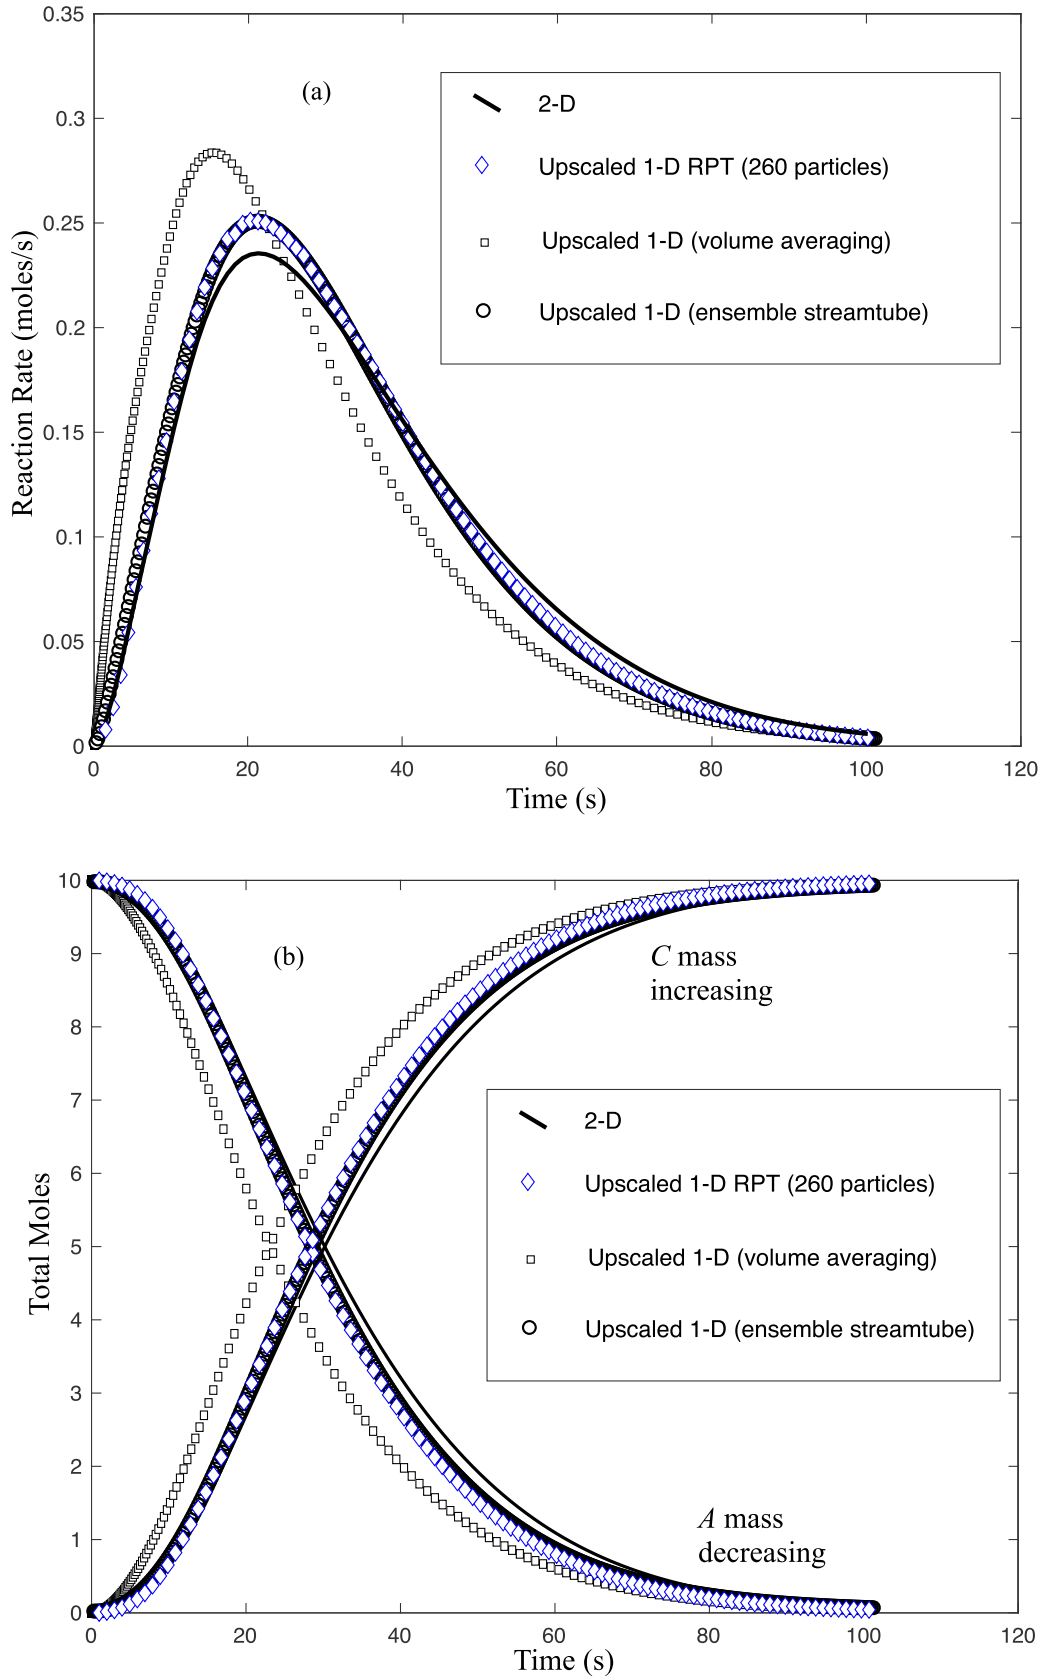 0.35
0.3
0.25
0.2
0.15
0.1
0.05
0
Reaction Rate (moles/s)
(a)
2-D
Upscaled 1-D RPT (260 particles)
Upscaled 1-D (volume averaging)
Upscaled 1-D (ensemble streamtube)
0 20 40 60 80 100 120
Time (s)
10
9
8
7
6
5
4
3
2
1
0
Total Moles
(b)
C mass
increasing
2-D
Upscaled 1-D RPT (260 particles)
Upscaled 1-D (volume averaging)
Upscaled 1-D (ensemble streamtube)
A mass
decreasing
0 20 40 60 80 100 120
Time (s)